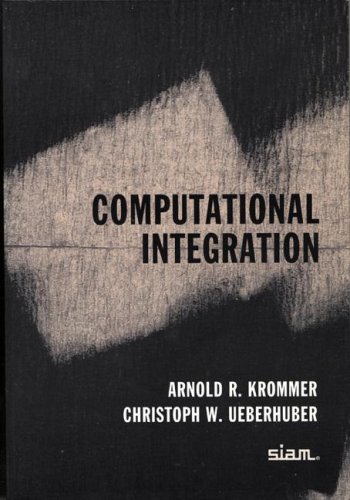 COMPUTATIONAL
INTEGRATION
ARNOLD R. KROMMER
CHRISTOPH W. UEBERHUBER
siam®